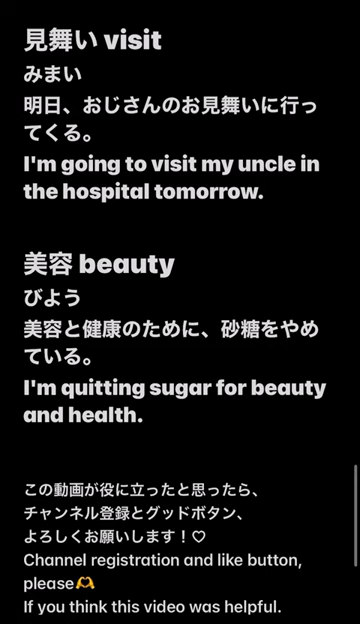 見舞い visit
みまい
明日、おじさんのお見舞いに行っ
てくる。
I'm going to visit my uncle in
the hospital tomorrow.
美容 beauty
びよう
美容と健康のために、砂糖をやめ
ている。
I'm quitting sugar for beauty
and health.
この動画が役に立ったと思ったら、
チャンネル登録とグッドボタン、
よろしくお願いします！♡
Channel registration and like button,
please🫶
If you think this video was helpful.